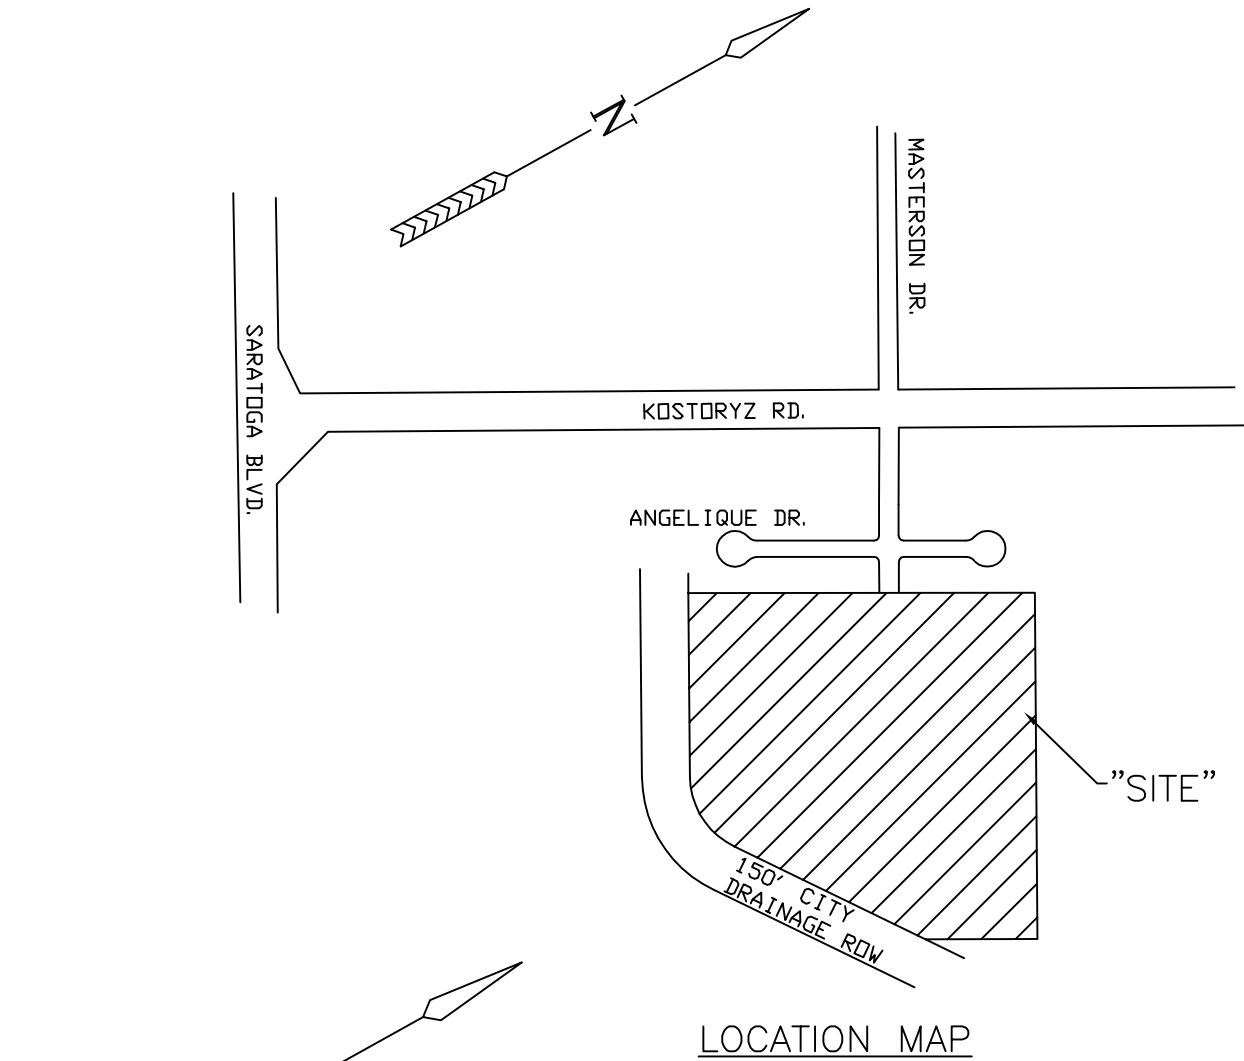 N
MASTERSON DR.
SARATOGA BLVD.
KOSTORYZ RD.
ANGELIQUE DR.
"SITE"
150' CITY
DRAINAGE ROW
LOCATION MAP